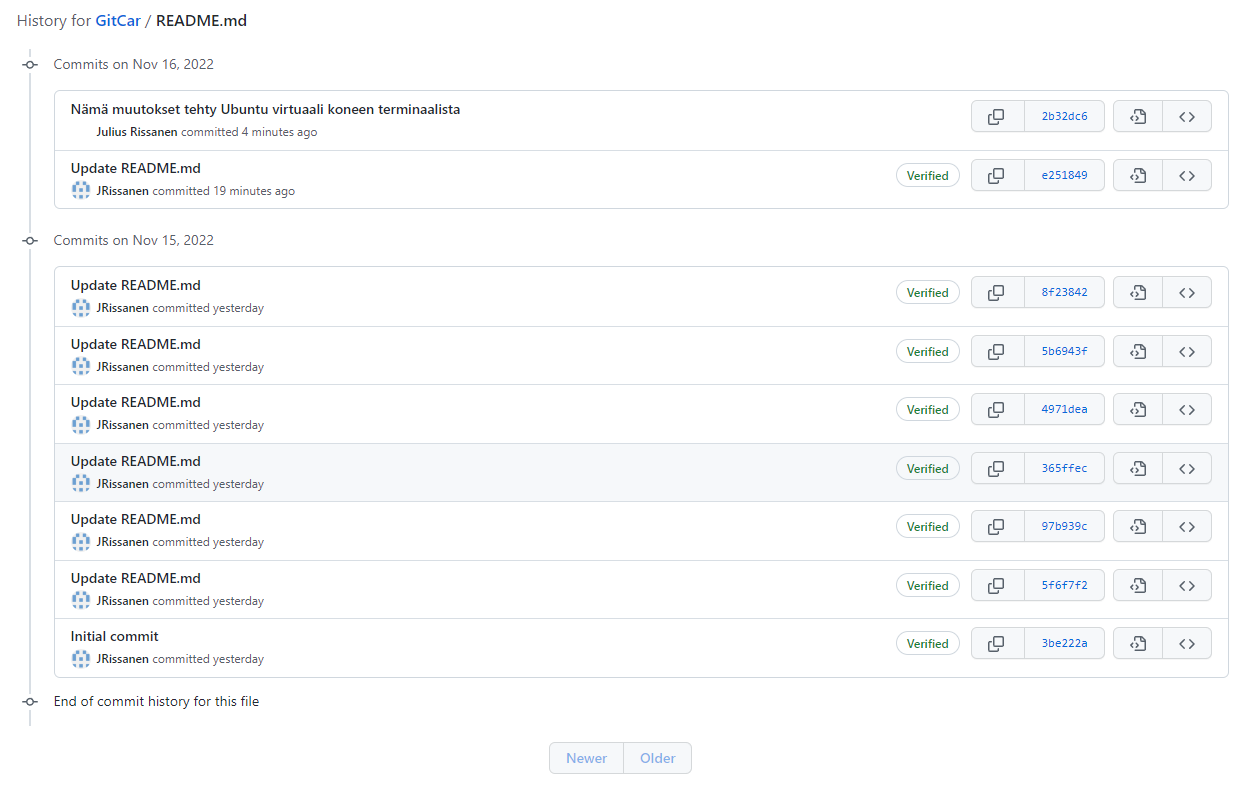 History for GitCar / README.md
Commits on Nov 16, 2022
Nämä muutokset tehty Ubuntu virtuaali koneen terminaalista
Julius Rissanen committed 4 minutes ago
2b32dc6
Update README.md
JRissanen committed 19 minutes ago
Verified
e251849
Commits on Nov 15, 2022
Update README.md
JRissanen committed yesterday
Verified
8f23842
Update README.md
JRissanen committed yesterday
Verified
5b6943f
Update README.md
JRissanen committed yesterday
Verified
4971dea
Update README.md
JRissanen committed yesterday
Verified
365ffec
Update README.md
JRissanen committed yesterday
Verified
97b939c
Update README.md
JRissanen committed yesterday
Verified
5f6f7f2
Initial commit
JRissanen committed yesterday
Verified
3be222a
End of commit history for this file
Newer
Older